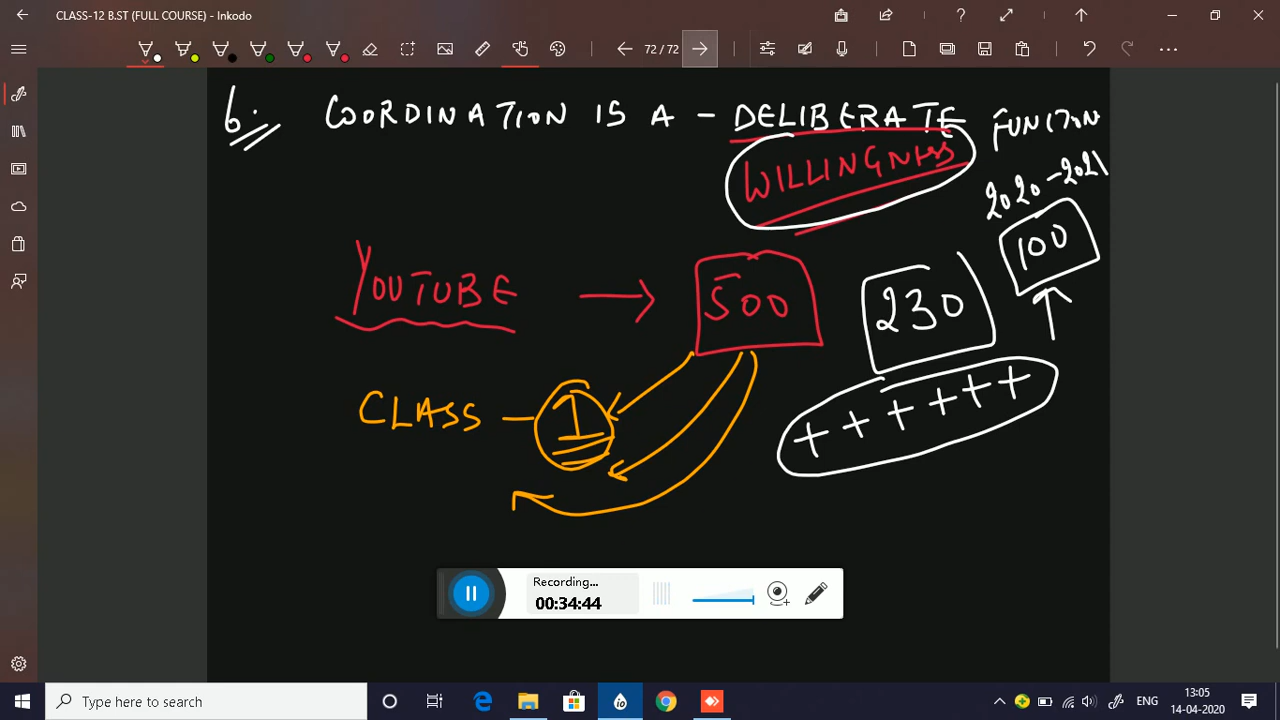 CLASS-12 B.ST (FULL COURSE) - Inkodo
72 / 72
6. COORDINATION IS A - DELIBERATE FUNCTION
WILLINGNESS
2020-2021
100
YOUTUBE → 500
230
CLASS - 1
+ + + + + +
Recording...
00:34:44
Type here to search
ENG
13:05
14-04-2020